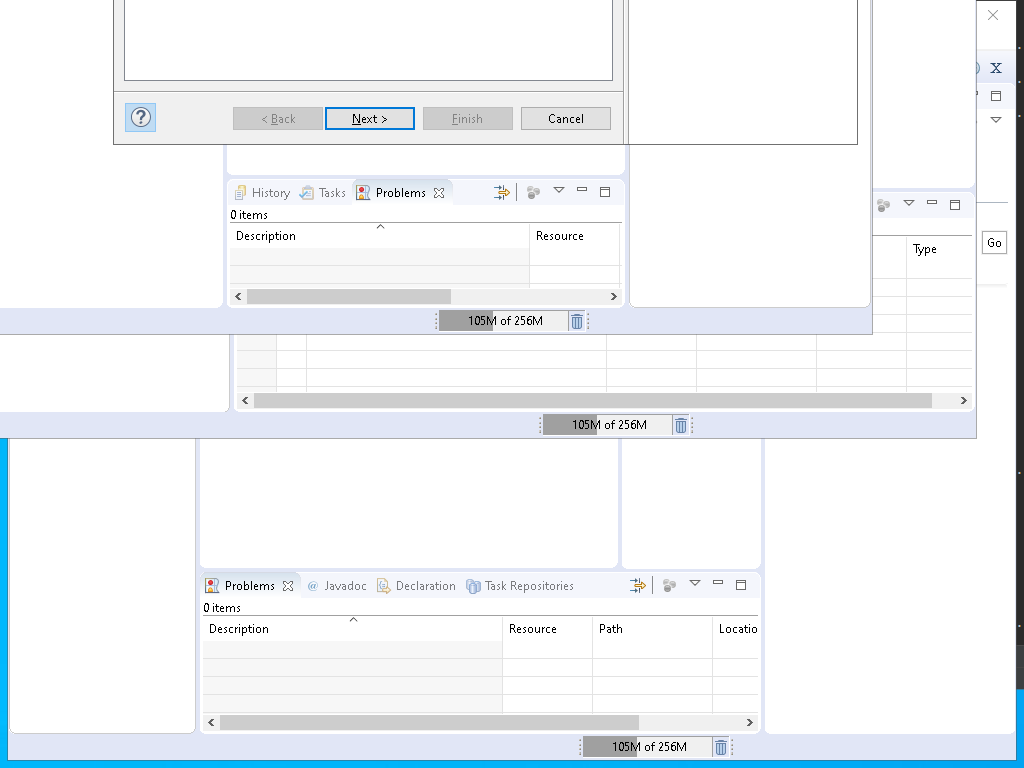 X
< Back
Next >
Finish
Cancel
History
Tasks
Problems
0 items
Description
Resource
Type
Go
105M of 256M
105M of 256M
Problems
Javadoc
Declaration
Task Repositories
0 items
Description
Resource
Path
Locatio
105M of 256M